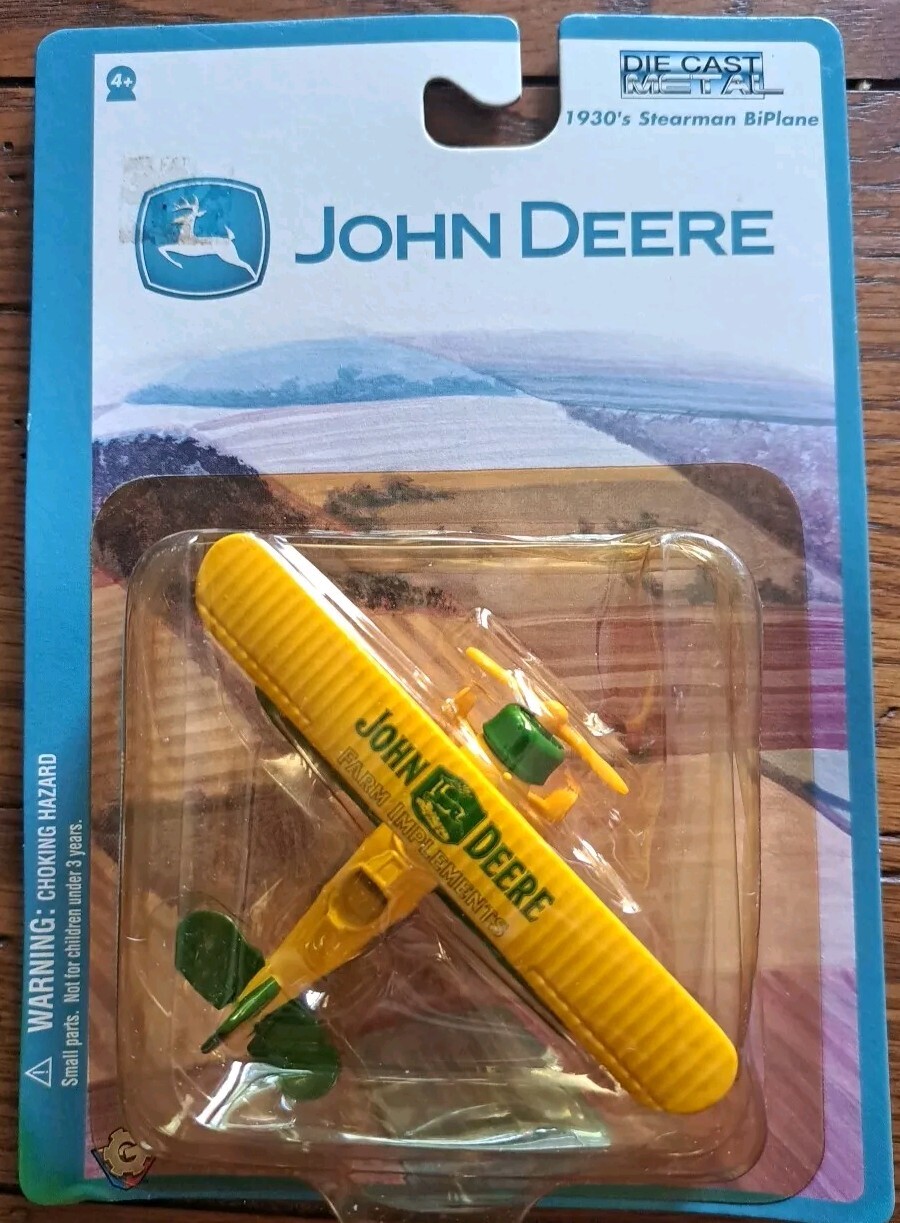 4+
DIE CAST
METAL
1930's Stearman BiPlane
JOHN DEERE
JOHN DEERE
FARM IMPLEMENTS
WARNING: CHOKING HAZARD
Small parts. Not for children under 3 years.
G